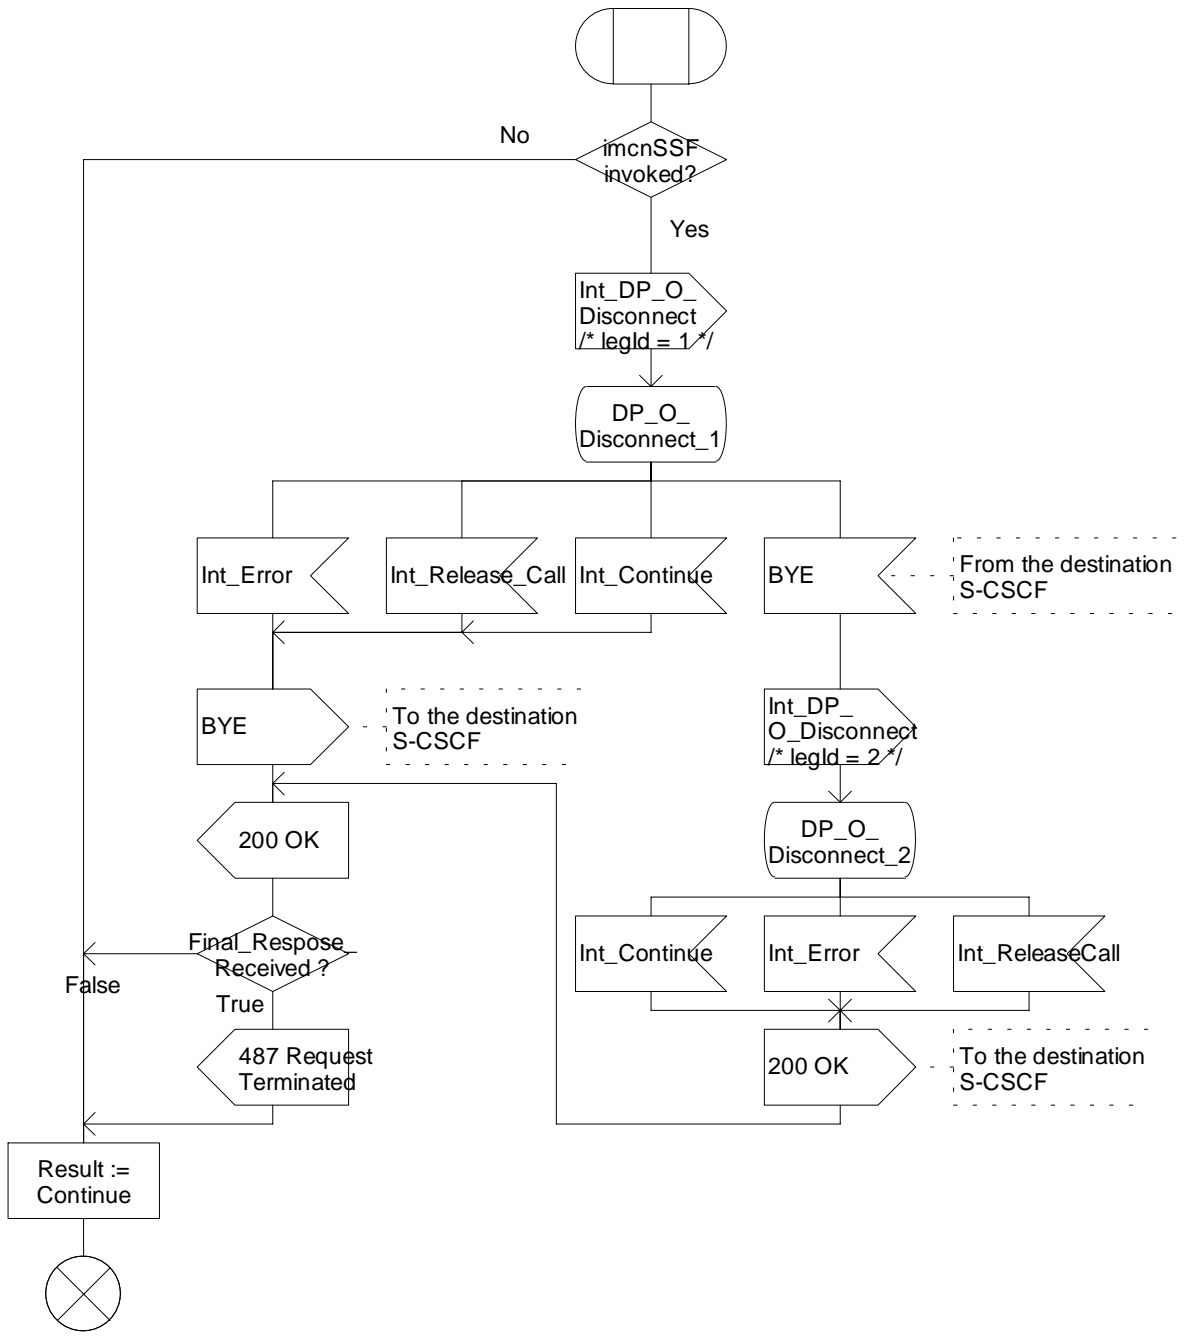 No
imcnSSF
invoked?
Yes
Int_DP_O_
Disconnect
/* legId = 1 */
DP_O_
Disconnect_1
Int_Error
Int_Release_Call
Int_Continue
BYE
From the destination
S-CSCF
BYE
To the destination
S-CSCF
Int_DP_
O_Disconnect
/* legId = 2 */
200 OK
DP_O_
Disconnect_2
Final_Respose_
Received ?
False
True
Int_Continue
Int_Error
Int_ReleaseCall
487 Request
Terminated
200 OK
To the destination
S-CSCF
Result :=
Continue